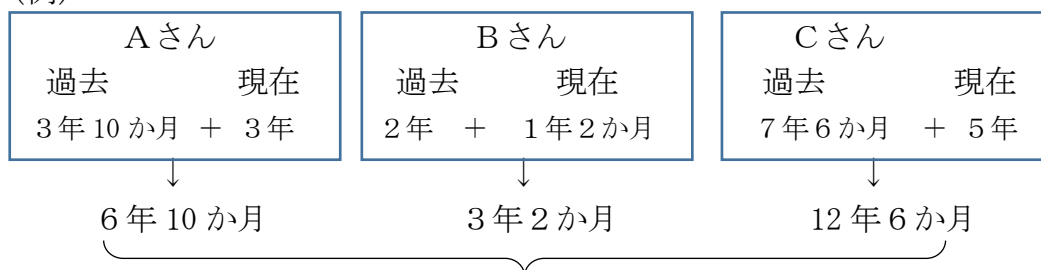 (例)
Aさん Bさん Cさん
過去 現在 過去 現在 過去 現在
3年10か月 + 3年 2年 + 1年2か月 7年6か月 + 5年
↓ ↓ ↓
6年10か月 3年2か月 12年6か月